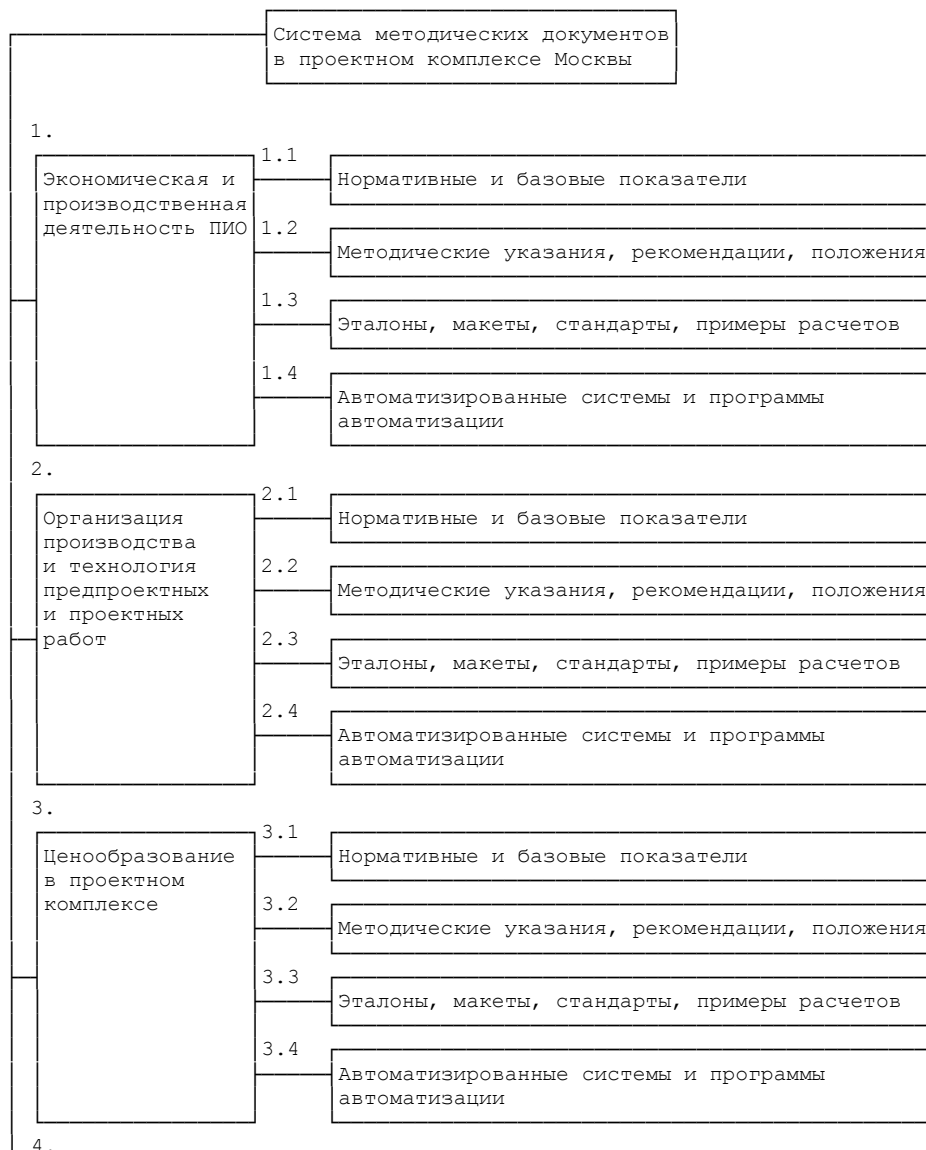 Система методических документов
в проектном комплексе Москвы
1.
Экономическая и
производственная
деятельность ПИО
1.1
Нормативные и базовые показатели
1.2
Методические указания, рекомендации, положения
1.3
Эталоны, макеты, стандарты, примеры расчетов
1.4
Автоматизированные системы и программы
автоматизации
2.
Организация
производства
и технология
предпроектных
и проектных
работ
2.1
Нормативные и базовые показатели
2.2
Методические указания, рекомендации, положения
2.3
Эталоны, макеты, стандарты, примеры расчетов
2.4
Автоматизированные системы и программы
автоматизации
3.
Ценообразование
в проектном
комплексе
3.1
Нормативные и базовые показатели
3.2
Методические указания, рекомендации, положения
3.3
Эталоны, макеты, стандарты, примеры расчетов
3.4
Автоматизированные системы и программы
автоматизации
4.